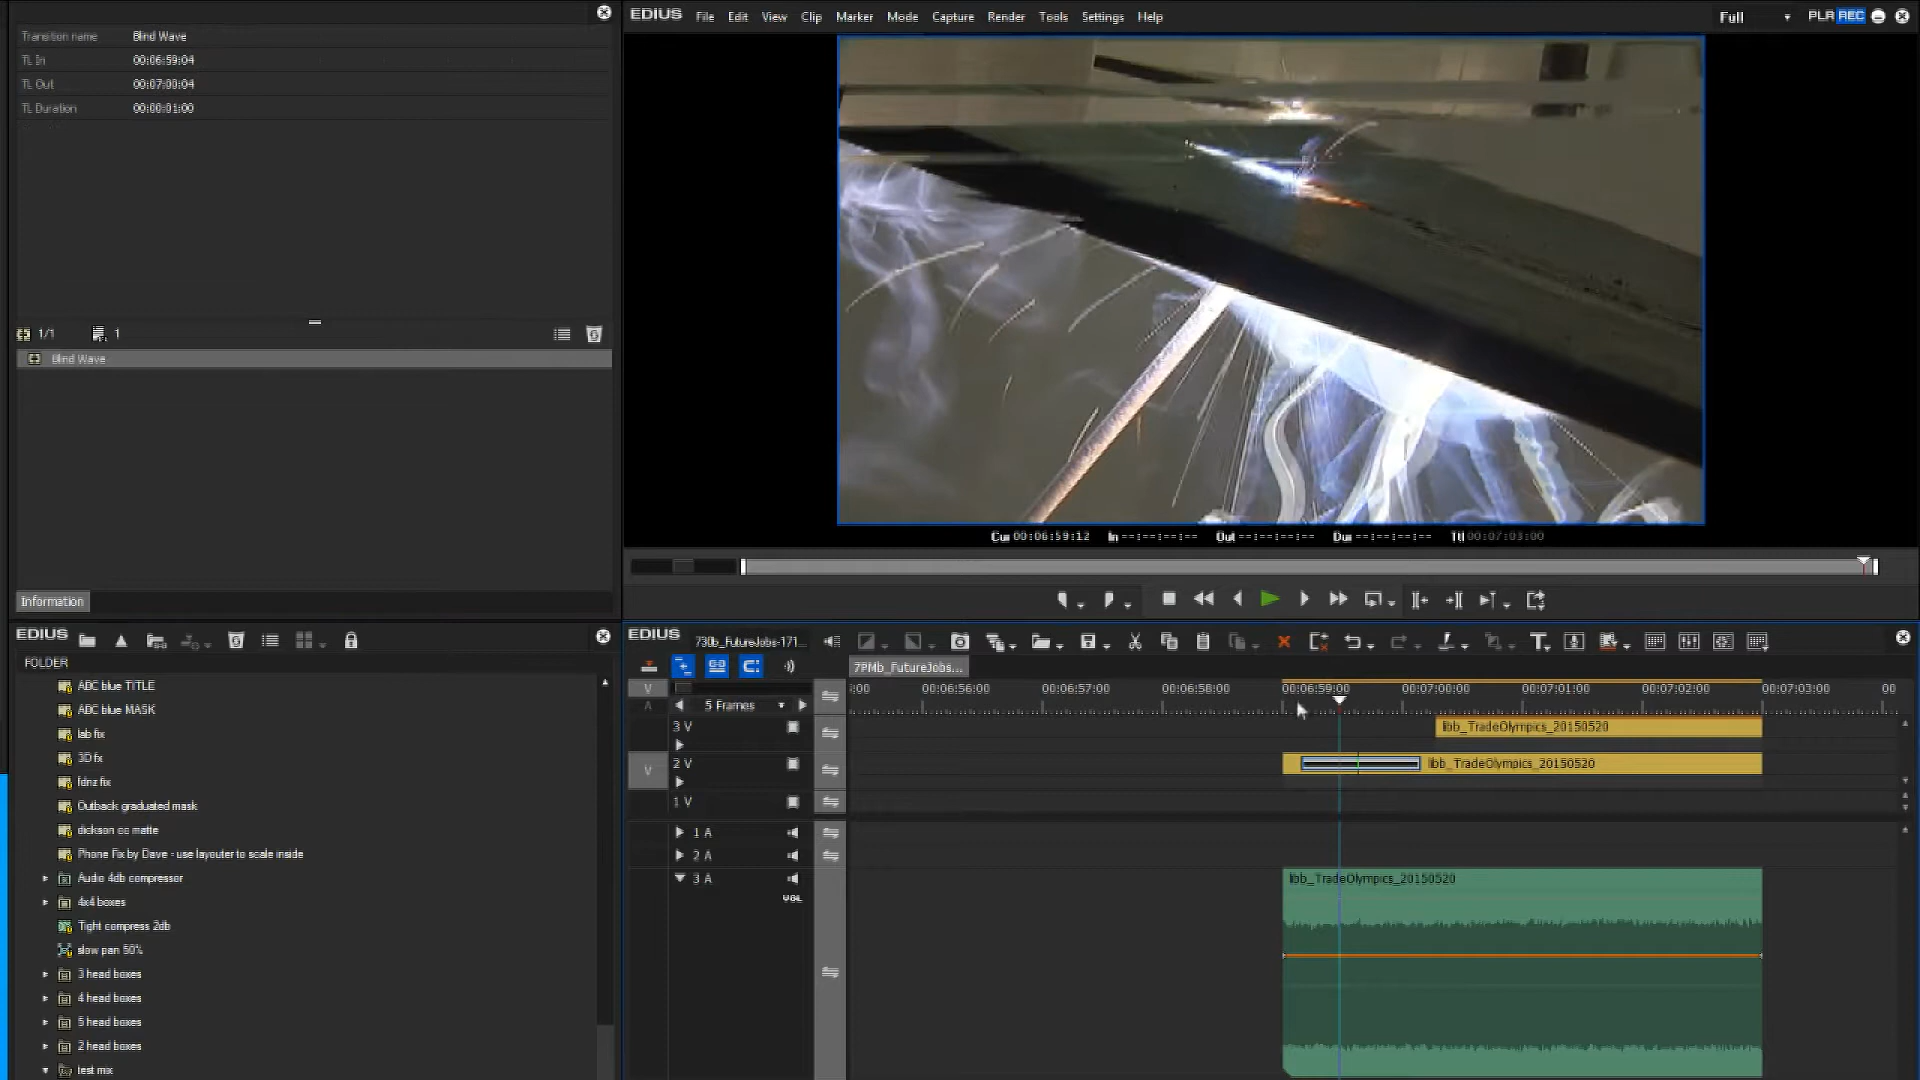 EDIUS File Edit View Clip Marker Mode Capture Render Tools Settings Help Full PLR REC
Transition name Blind Wave
TL In 00:06:59:04
TL Out 00:07:00:04
TL Duration 00:00:01:00
1/1 1
Blind Wave
Information
Cur 00:06:59:12 In --:--:--:-- Out --:--:--:-- Dur --:--:--:-- Ttl 00:07:03:00
EDIUS
FOLDER
ABC blue TITLE
ABC blue MASK
lab fix
3D fx
fdnz fix
Outback graduated mask
dickson cc matte
Phone Fix by Dave - use layouter to scale inside
Audio 4db compressor
4x4 boxes
Tight compress 2db
slow pan 50%
3 head boxes
4 head boxes
5 head boxes
2 head boxes
test mix
EDIUS 730b_FutureJobs-171...
7PMb_FutureJobs...
V A
:00 00:06:56:00 00:06:57:00 00:06:58:00 00:06:59:00 00:07:00:00 00:07:01:00 00:07:02:00 00:07:03:00 00
5 Frames
3 V
libb_TradeOlympics_20150520
V 2 V
libb_TradeOlympics_20150520
1 V
1 A
2 A
3 A
libb_TradeOlympics_20150520
VOL